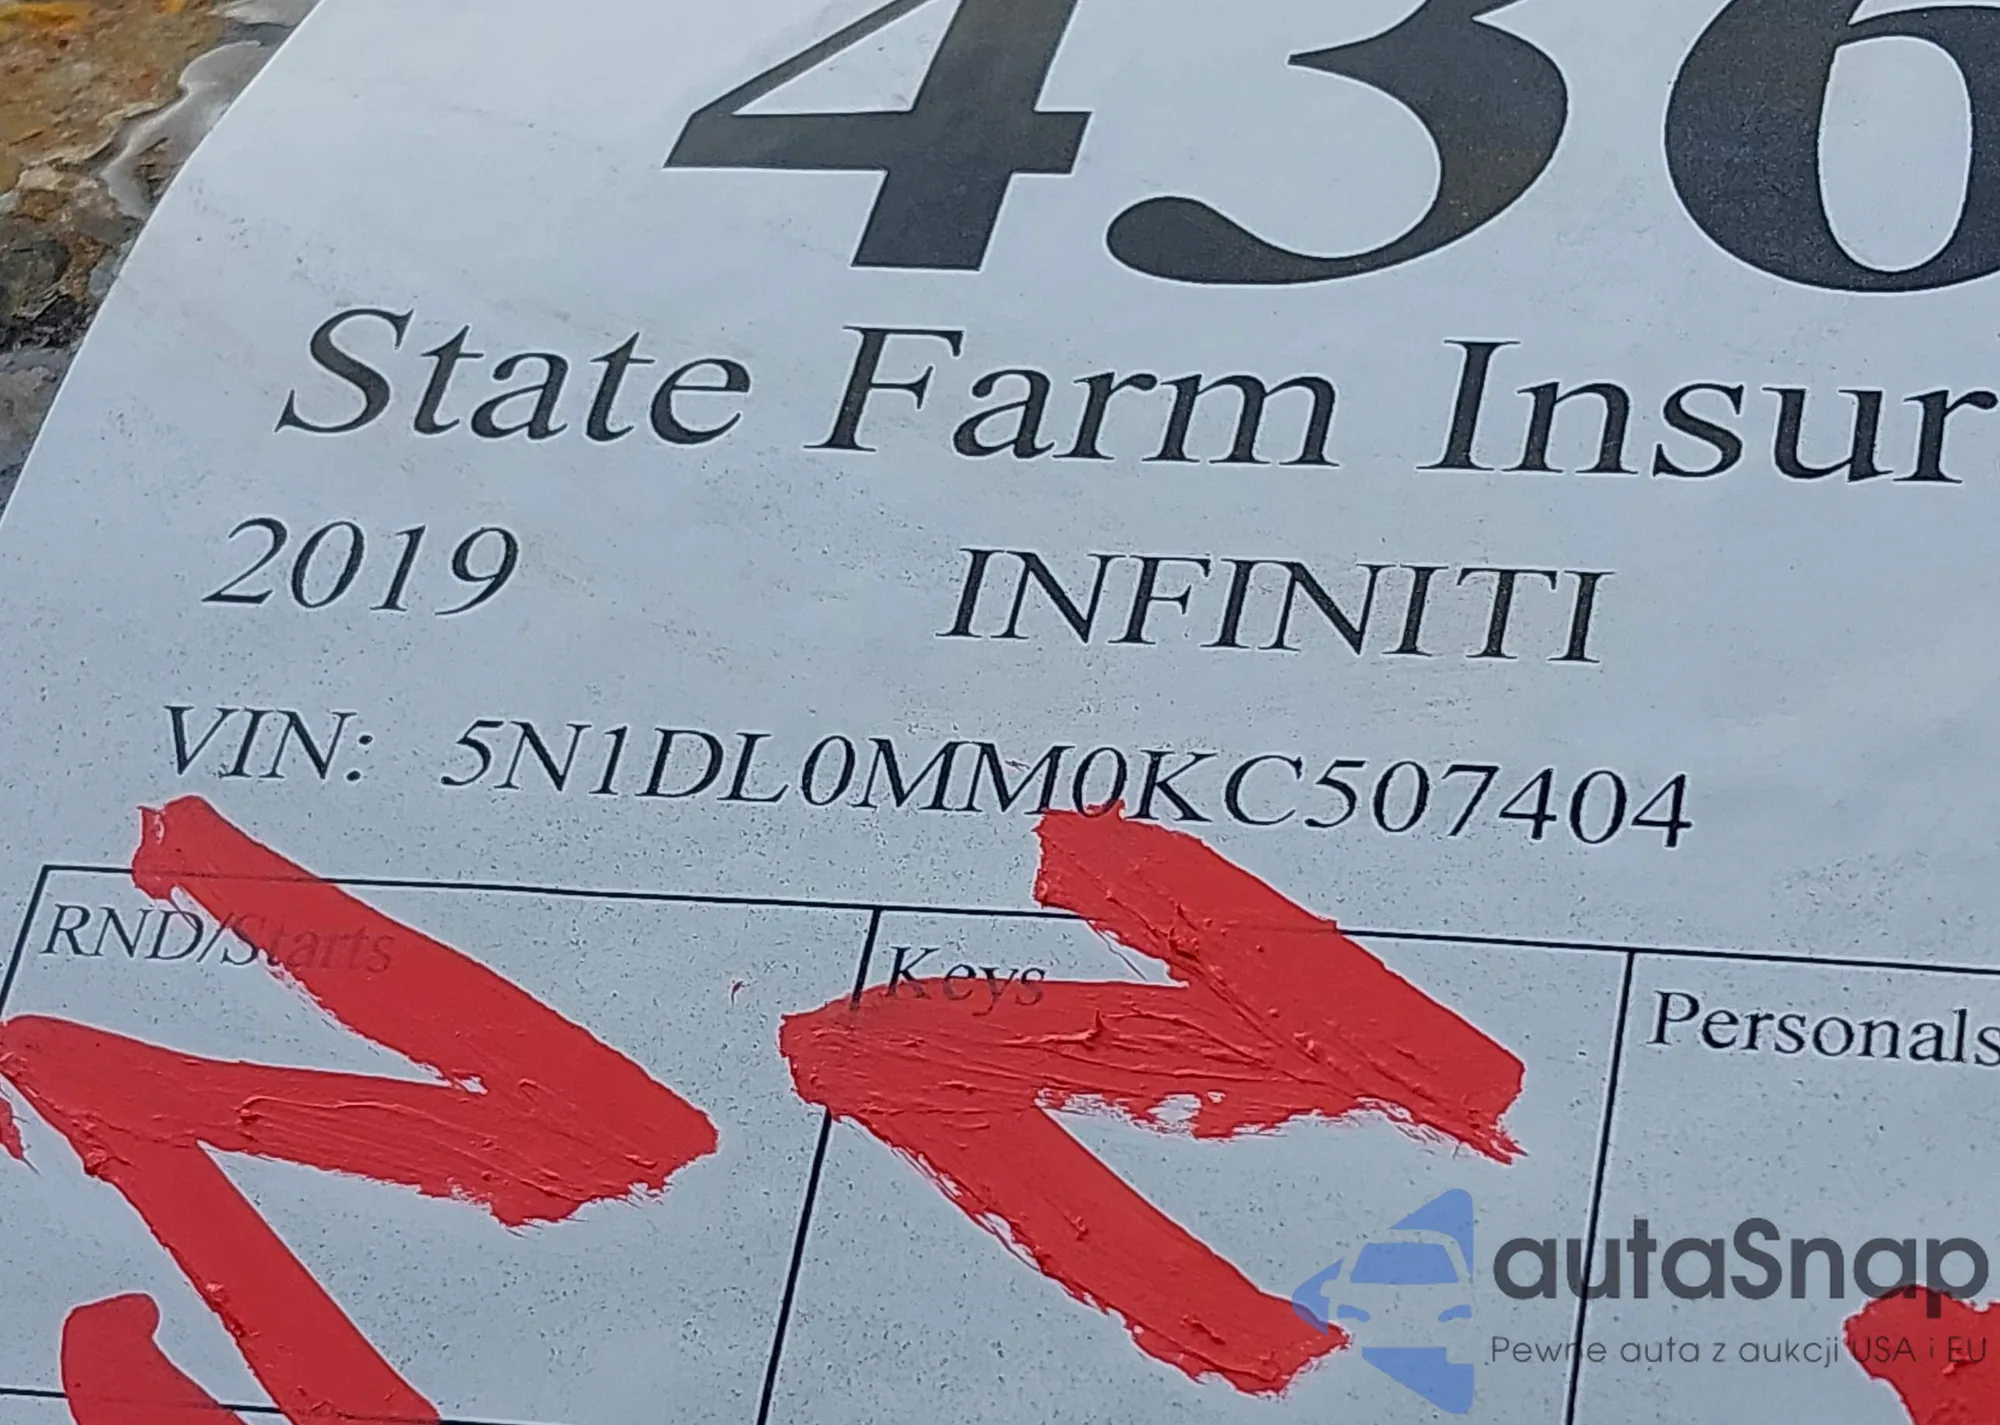 436
State Farm Insur
2019 INFINITI
VIN: 5N1DL0MM0KC507404
RND/Starts Keys Personals
Y Y
autaSnap
Pewne auta z aukcji USA i EU